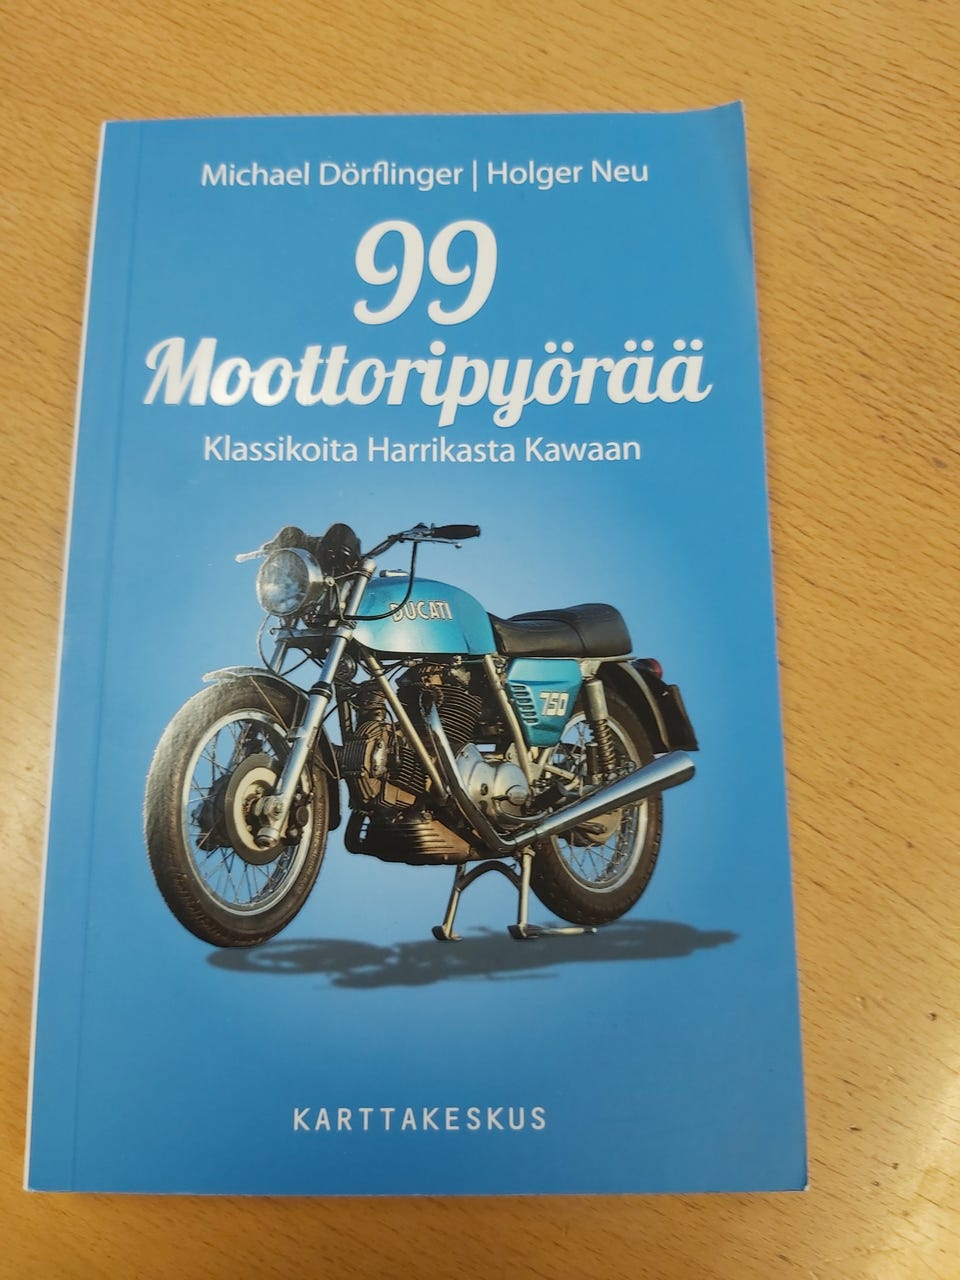 Michael Dörflinger | Holger Neu
99
Moottoripyörää
Klassikoita Harrikasta Kawaan
DUCATI
750
KARTTAKESKUS